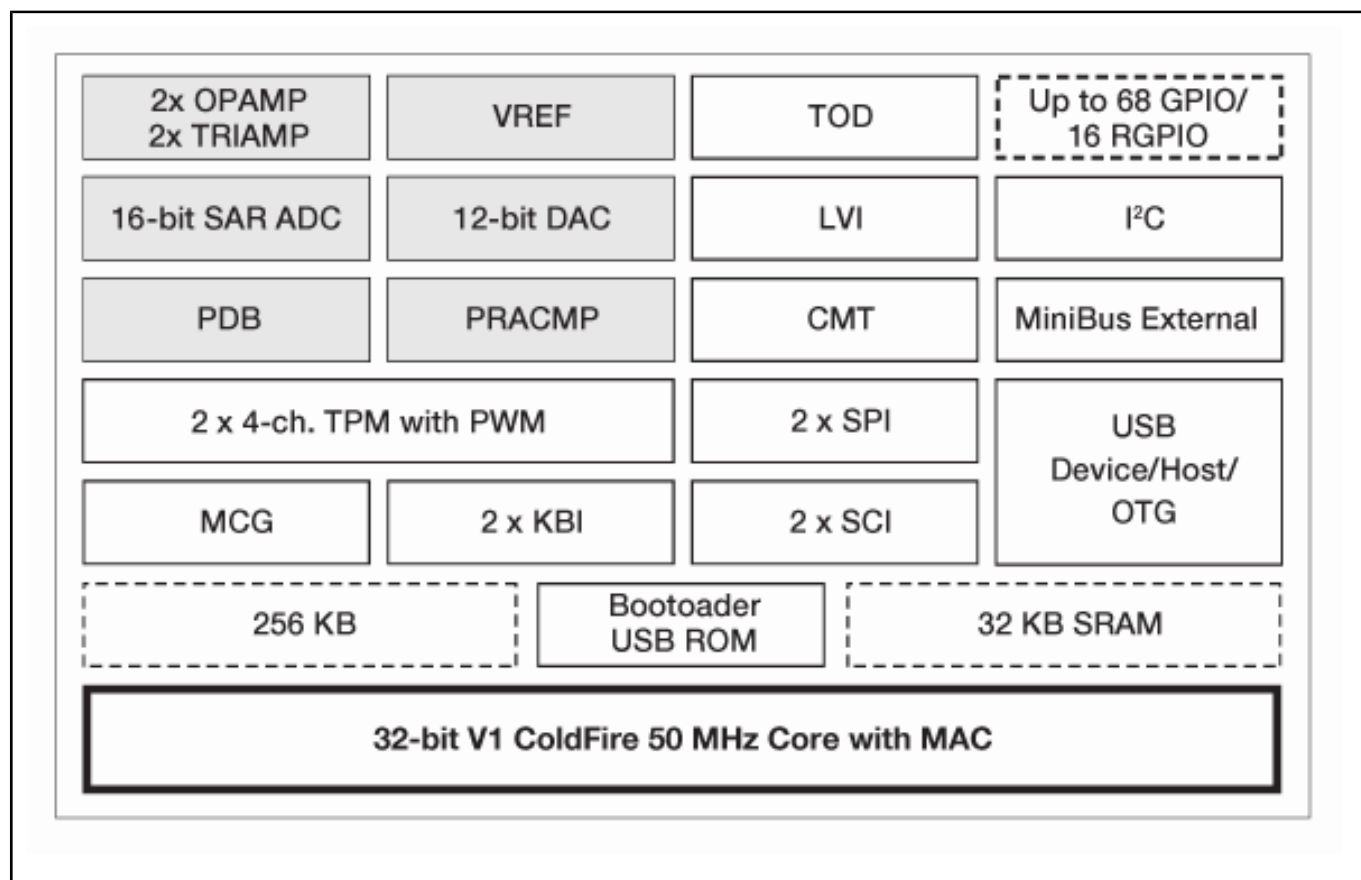 2x OPAMP
2x TRIAMP
VREF
TOD
Up to 68 GPIO/
16 RGPIO
16-bit SAR ADC
12-bit DAC
LVI
I²C
PDB
PRACMP
CMT
MiniBus External
2 x 4-ch. TPM with PWM
2 x SPI
USB
Device/Host/
OTG
MCG
2 x KBI
2 x SCI
256 KB
Bootoader
USB ROM
32 KB SRAM
32-bit V1 ColdFire 50 MHz Core with MAC